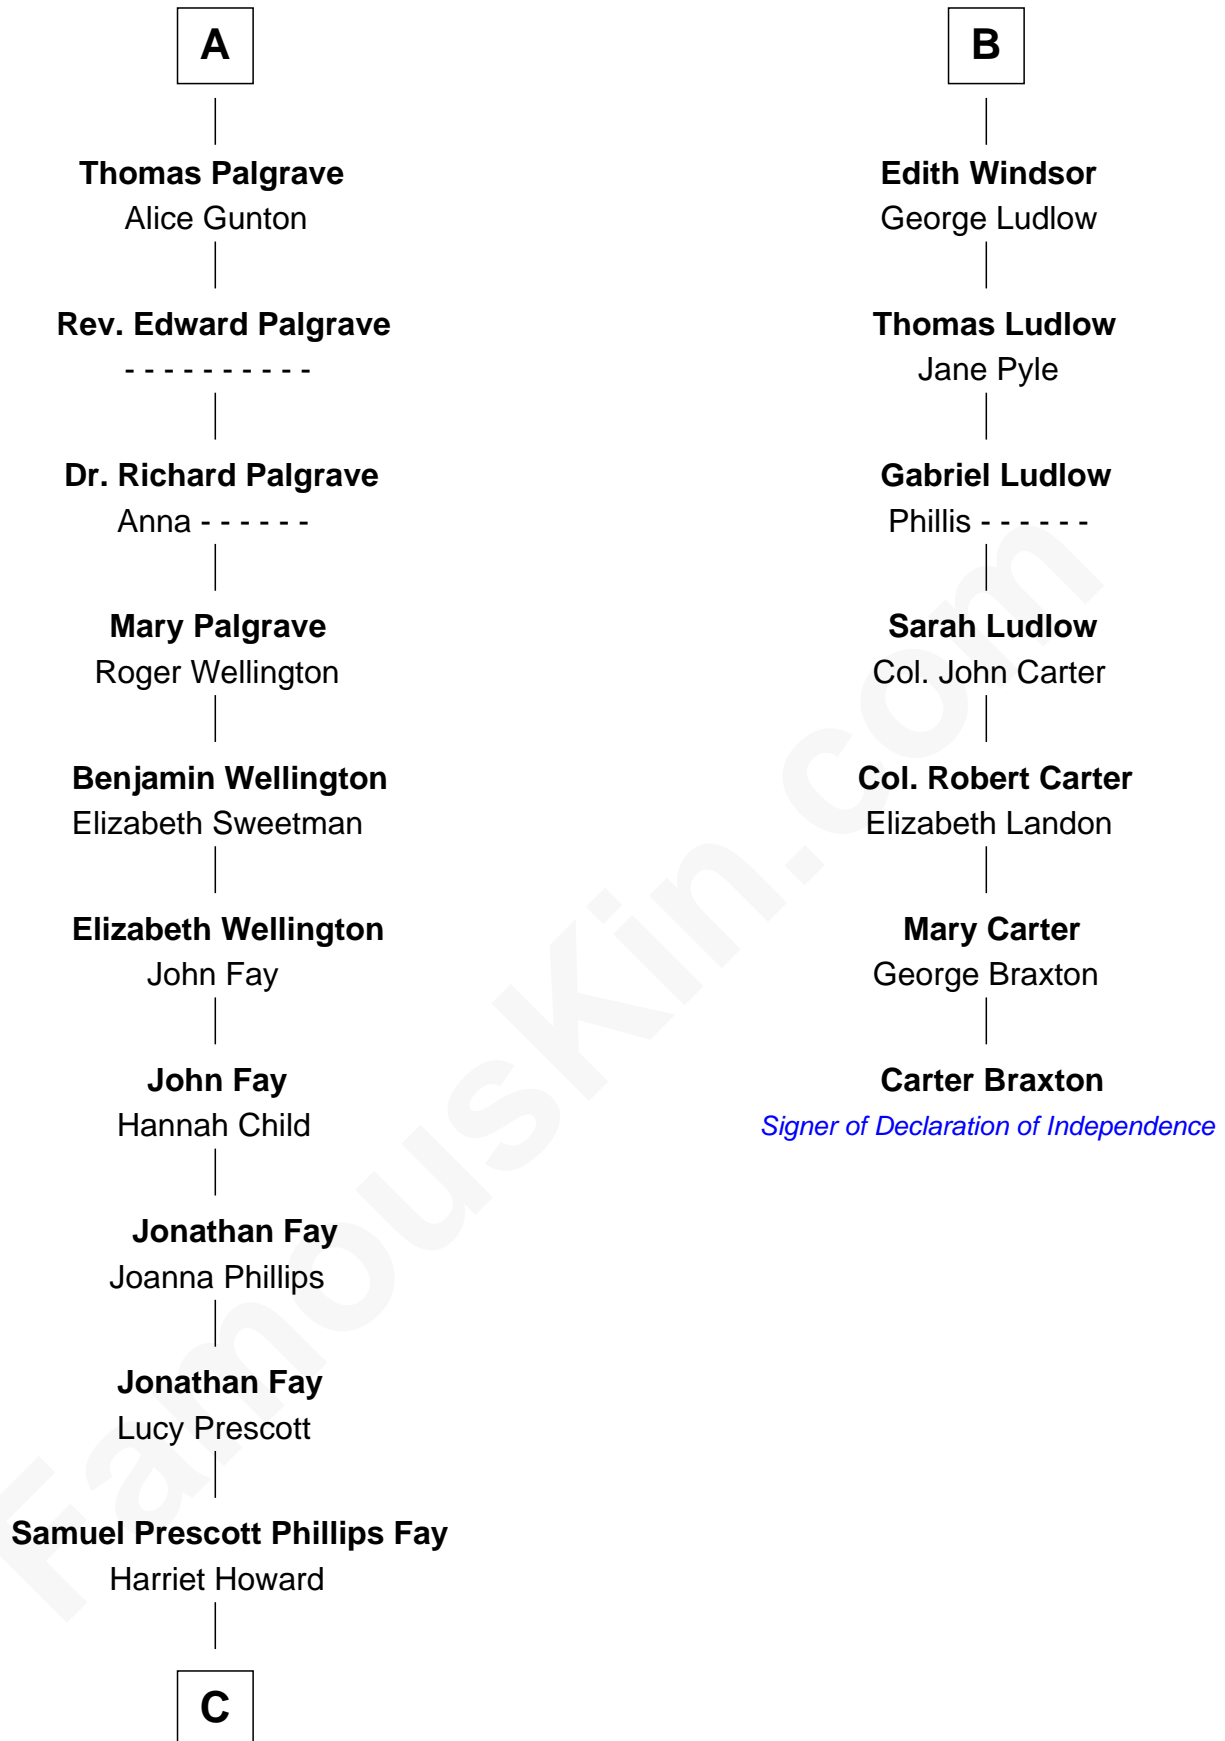 A
Thomas Palgrave
Alice Gunton
Rev. Edward Palgrave
- - - - - - - - - -
Dr. Richard Palgrave
Anna - - - - - -
Mary Palgrave
Roger Wellington
Benjamin Wellington
Elizabeth Sweetman
Elizabeth Wellington
John Fay
John Fay
Hannah Child
Jonathan Fay
Joanna Phillips
Jonathan Fay
Lucy Prescott
Samuel Prescott Phillips Fay
Harriet Howard
C
B
Edith Windsor
George Ludlow
Thomas Ludlow
Jane Pyle
Gabriel Ludlow
Phillis - - - - - -
Sarah Ludlow
Col. John Carter
Col. Robert Carter
Elizabeth Landon
Mary Carter
George Braxton
Carter Braxton
Signer of Declaration of Independence
FamousKin.com